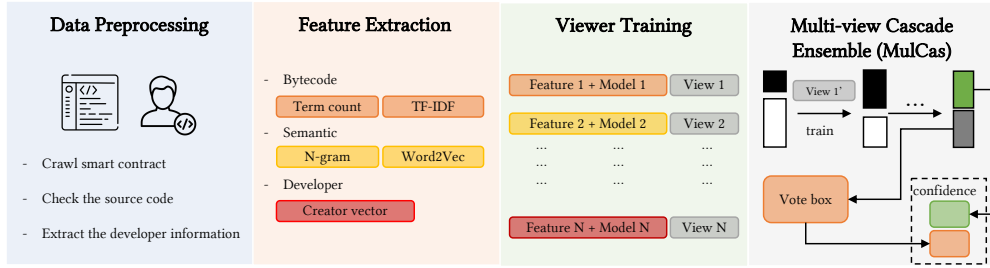 Data Preprocessing
- Crawl smart contract
- Check the source code
- Extract the developer information
Feature Extraction
- Bytecode
Term count TF-IDF
- Semantic
N-gram Word2Vec
- Developer
Creator vector
Viewer Training
Feature 1 + Model 1 View 1
Feature 2 + Model 2 View 2
... ... ...
... ... ...
... ... ...
Feature N + Model N View N
Multi-view Cascade
Ensemble (MulCas)
View 1'
train
...
Vote box
confidence